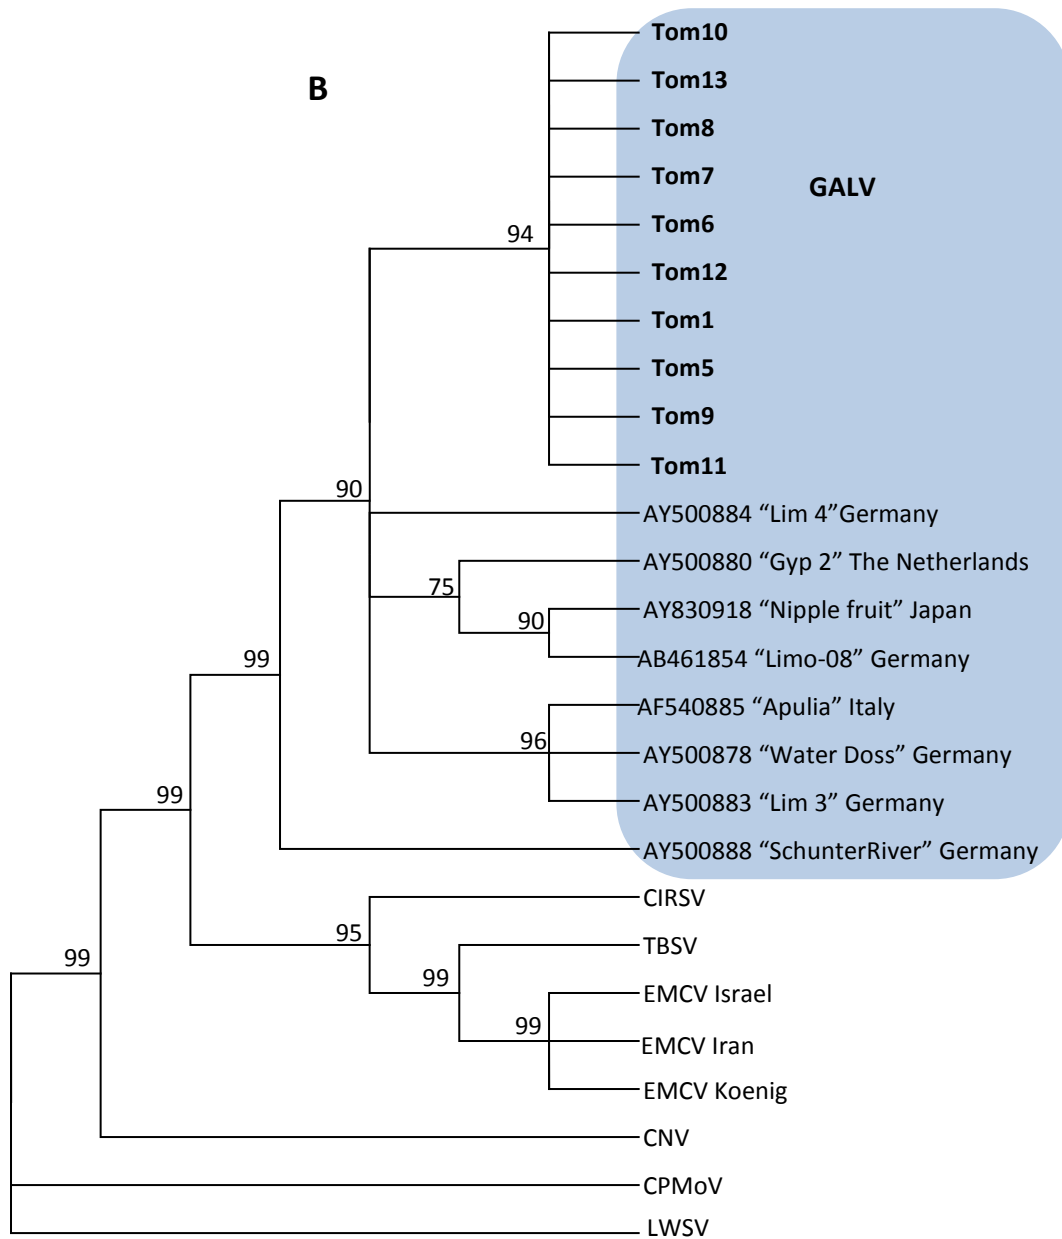 Tom10
B
Tom13
Tom8
Tom7
GALV
Tom6
94
Tom12
Tom1
Tom5
Tom9
Tom11
90
AY500884 “Lim 4”Germany
AY500880 “Gyp 2” The Netherlands
75
AY830918 “Nipple fruit” Japan
90
AB461854 “Limo-08” Germany
99
AF540885 “Apulia” Italy
96
AY500878 “Water Doss” Germany
99
AY500883 “Lim 3” Germany
AY500888 “SchunterRiver” Germany
CIRSV
95
TBSV
99
99
EMCV Israel
99
EMCV Iran
EMCV Koenig
CNV
CPMoV
LWSV